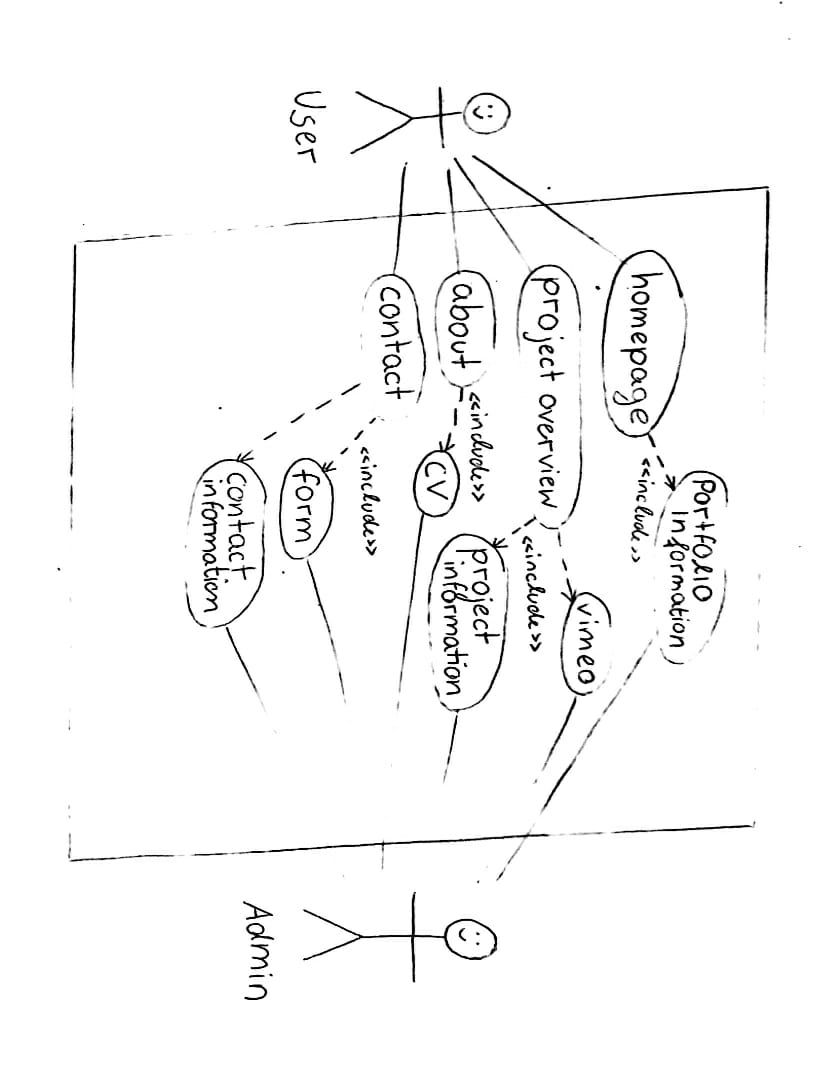 User
homepage
<<include>>
Portfolio
Information
project overview
<<include>>
vimeo
project
information
about
<<include>>
CV
contact
<<include>>
form
contact
information
Admin